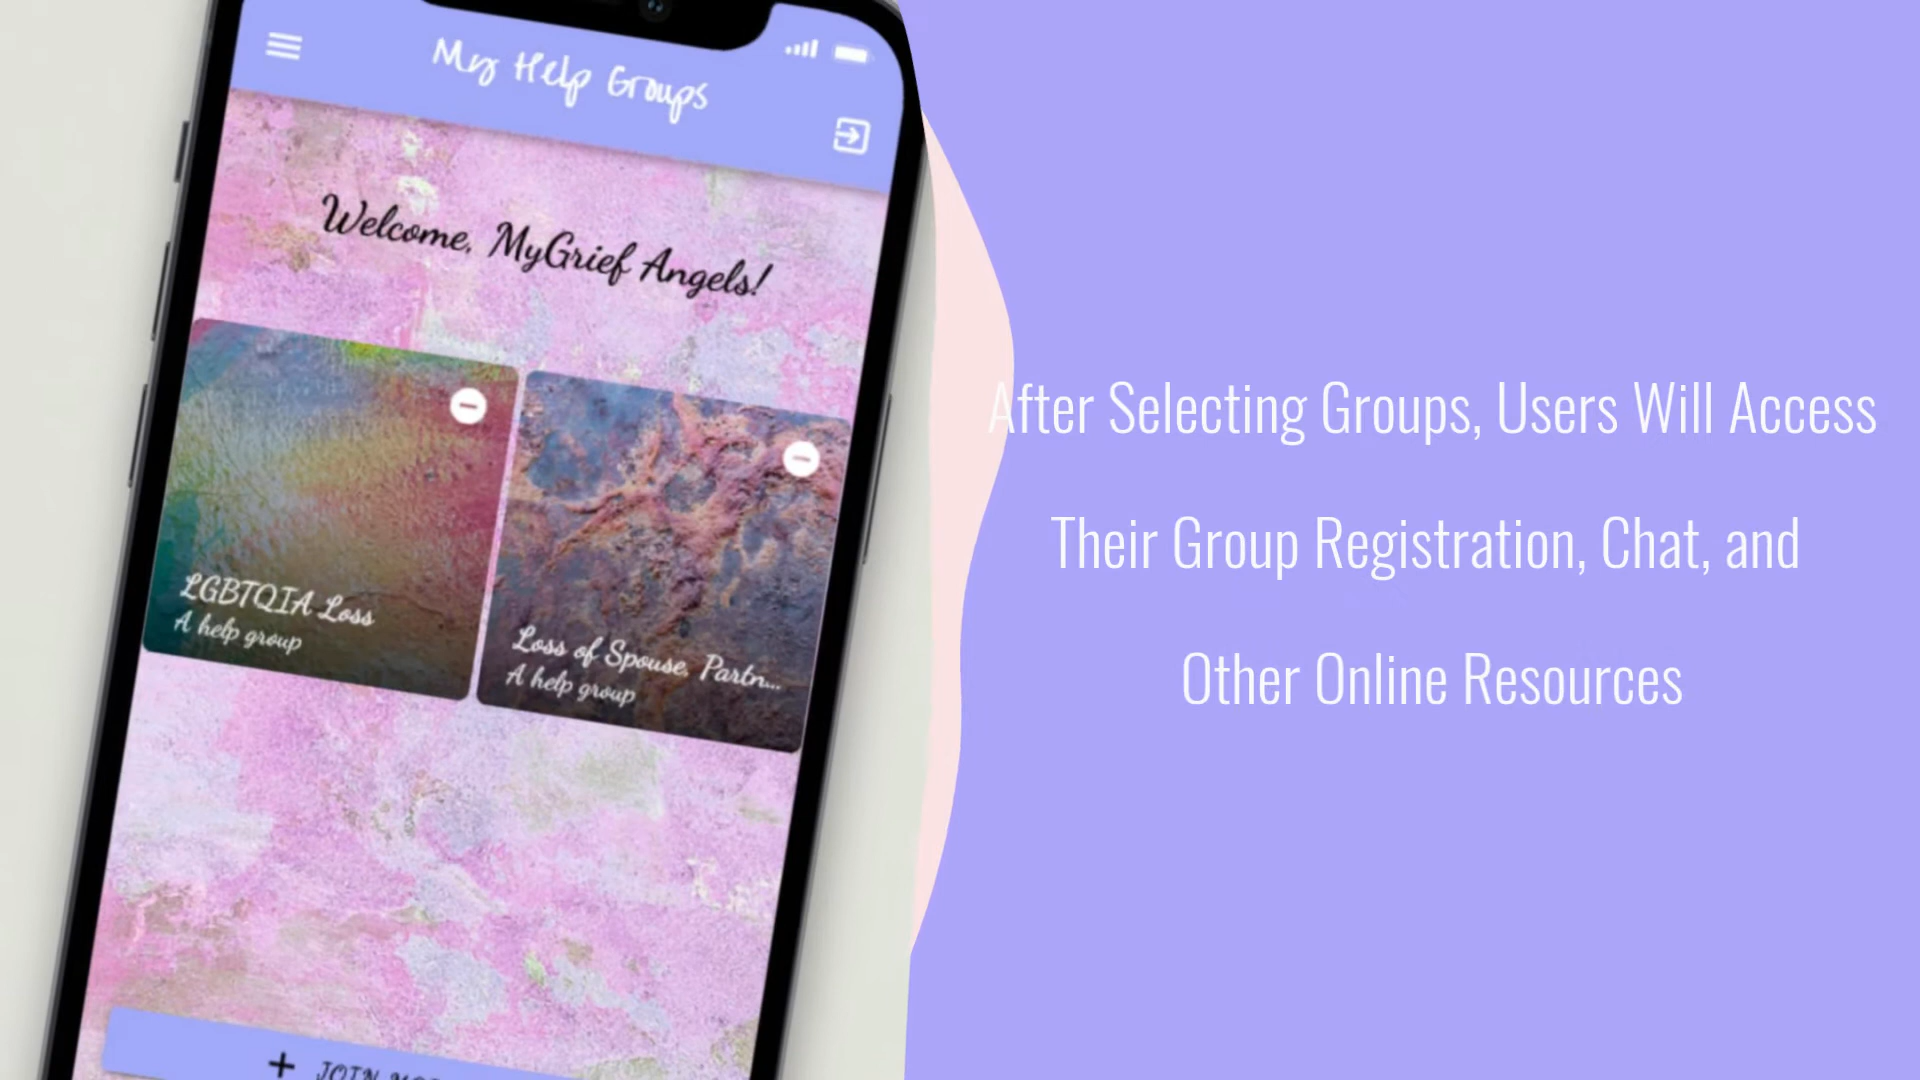 My Help Groups
Welcome, MyGrief Angels!
LGBTQIA Loss
A help group
Loss of Spouse, Partn...
A help group
+ JOIN
After Selecting Groups, Users Will Access
Their Group Registration, Chat, and
Other Online Resources